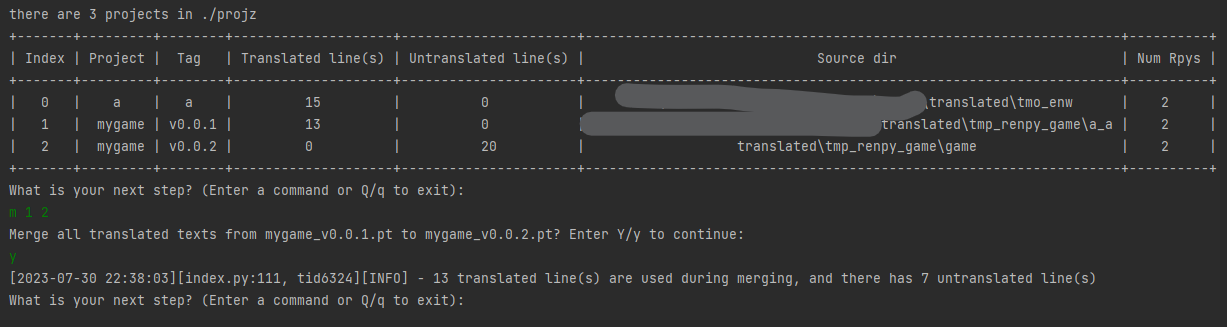 there are 3 projects in ./projz
+-------+---------+--------+--------------------+----------------------+------------------------------------------------------------------+----------+
| Index | Project | Tag | Translated line(s) | Untranslated line(s) | Source dir | Num Rpys |
+-------+---------+--------+--------------------+----------------------+------------------------------------------------------------------+----------+
| 0 | a | a | 15 | 0 | \translated\tmo_enw | 2 |
| 1 | mygame | v0.0.1 | 13 | 0 | translated\tmp_renpy_game\a_a | 2 |
| 2 | mygame | v0.0.2 | 0 | 20 | translated\tmp_renpy_game\game | 2 |
+-------+---------+--------+--------------------+----------------------+------------------------------------------------------------------+----------+
What is your next step? (Enter a command or Q/q to exit):
m 1 2
Merge all translated texts from mygame_v0.0.1.pt to mygame_v0.0.2.pt? Enter Y/y to continue:
y
[2023-07-30 22:38:03][index.py:111, tid6324][INFO] - 13 translated line(s) are used during merging, and there has 7 untranslated line(s)
What is your next step? (Enter a command or Q/q to exit):